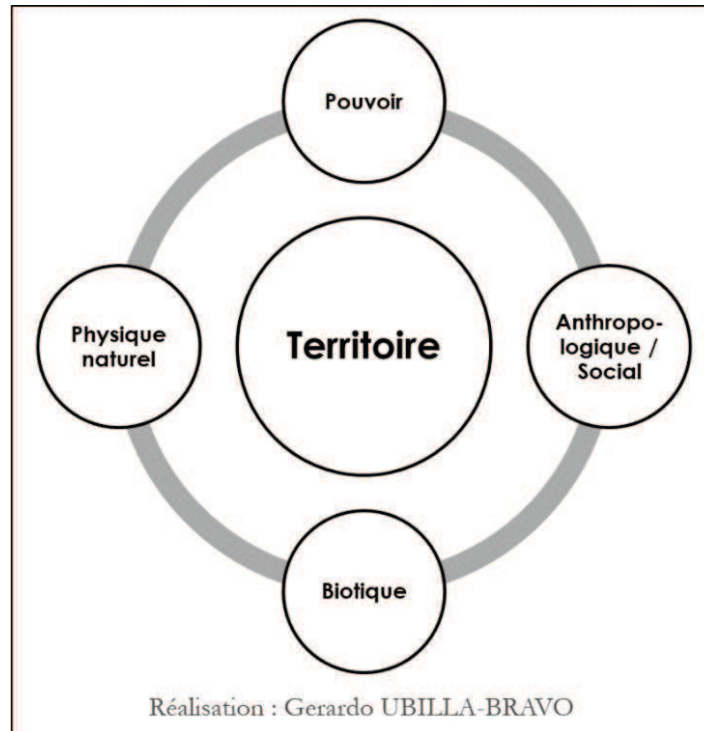 Pouvoir
Physique
naturel
Territoire
Anthropo-
logique /
Social
Biotique
Réalisation : Gerardo UBILLA-BRAVO